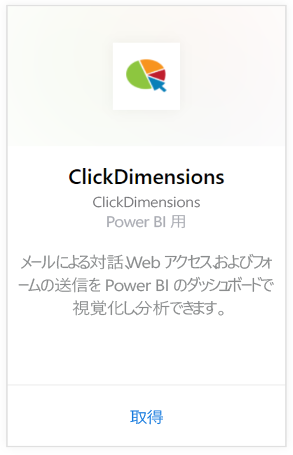 ClickDimensions
ClickDimensions
Power BI 用
メールによる対話、Web アクセス、およびフォ
ームの送信を Power BI のダッシュボードで
視覚化し、分析できます。
取得